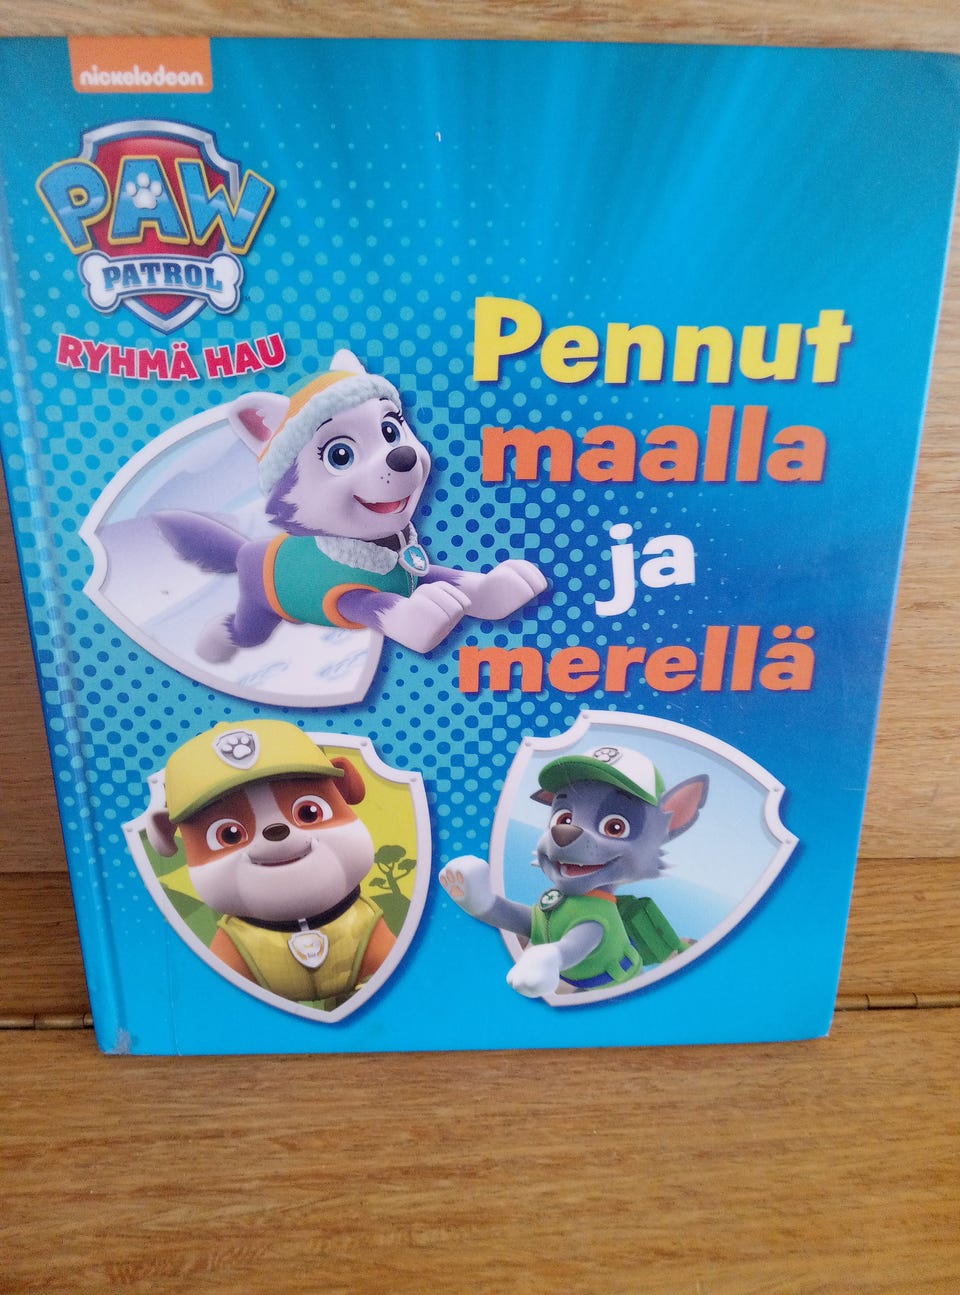 nickelodeon
PAW
PATROL
RYHMÄ HAU
Pennut
maalla
ja
merellä